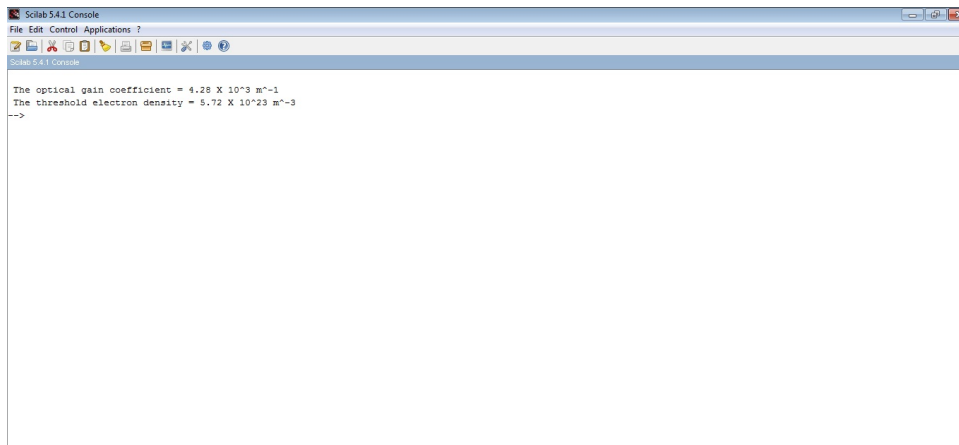 Scilab 5.4.1 Console
File Edit Control Applications ?
Scilab 5.4.1 Console
The optical gain coefficient = 4.28 X 10^3 m^-1
The threshold electron density = 5.72 X 10^23 m^-3
-->